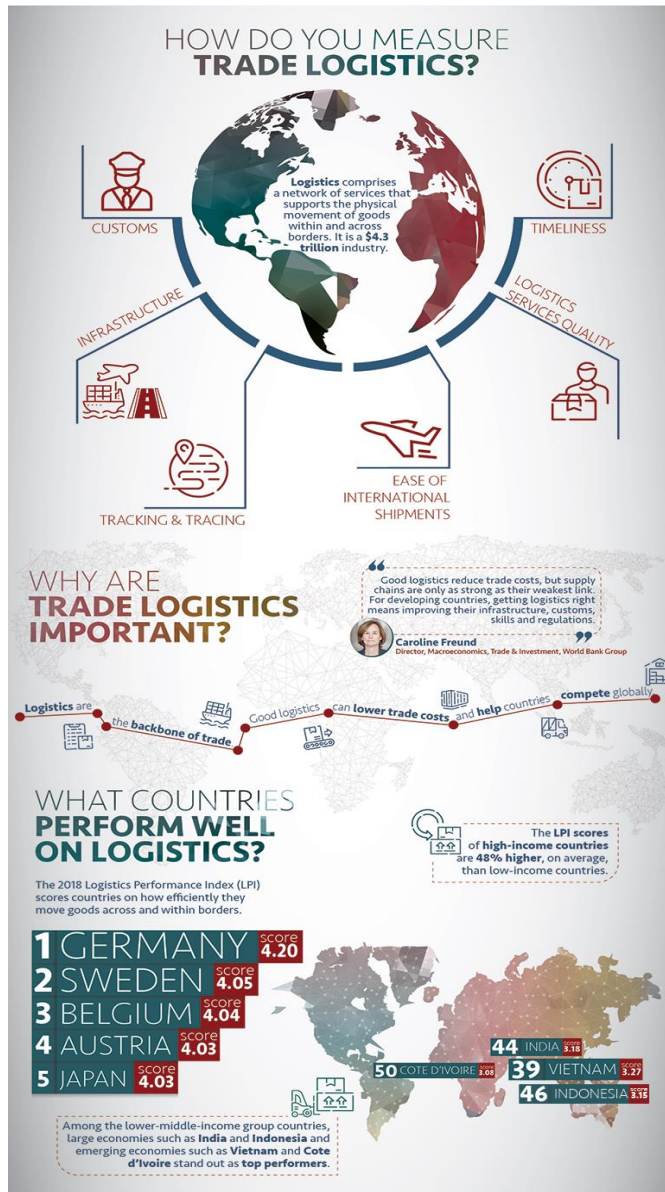 HOW DO YOU MEASURE
TRADE LOGISTICS?
Logistics comprises
a network of services that
supports the physical
movement of goods
within and across
borders. It is a $4.3
trillion industry.
CUSTOMS
TIMELINESS
INFRASTRUCTURE
LOGISTICS
SERVICES QUALITY
TRACKING & TRACING
EASE OF
INTERNATIONAL
SHIPMENTS
WHY ARE
TRADE LOGISTICS
IMPORTANT?
“
Good logistics reduce trade costs, but supply
chains are only as strong as their weakest link.
For developing countries, getting logistics right
means improving their infrastructure, customs,
skills and regulations.
”
Caroline Freund
Director, Macroeconomics, Trade & Investment, World Bank Group
Logistics are
the backbone of trade
Good logistics
can lower trade costs
and help countries
compete globally
WHAT COUNTRIES
PERFORM WELL
ON LOGISTICS?
The LPI scores
of high-income countries
are 48% higher, on average,
than low-income countries.
The 2018 Logistics Performance Index (LPI)
scores countries on how efficiently they
move goods across and within borders.
1 GERMANY score 4.20
2 SWEDEN score 4.05
3 BELGIUM score 4.04
4 AUSTRIA score 4.03
5 JAPAN score 4.03
44 INDIA score 3.18
50 COTE D'IVOIRE score 3.08
39 VIETNAM score 3.27
46 INDONESIA score 3.15
Among the lower-middle-income group countries,
large economies such as India and Indonesia and
emerging economies such as Vietnam and Cote
d'Ivoire stand out as top performers.